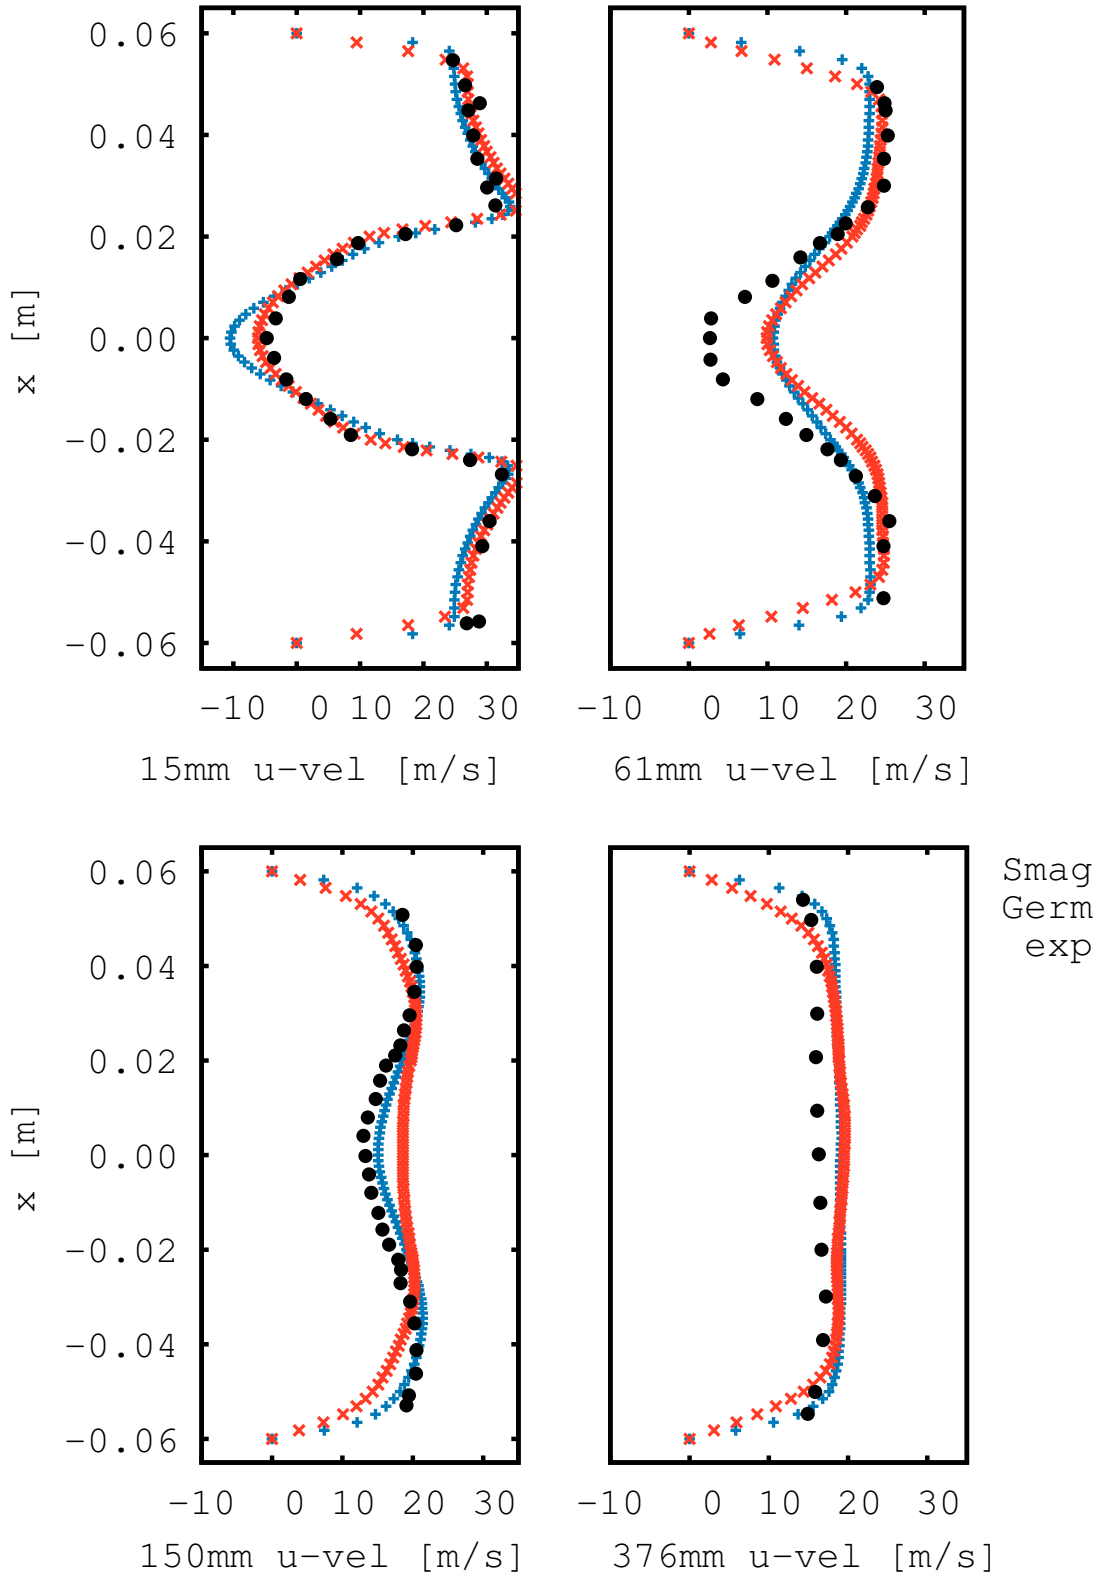 0.06
0.04
0.02
0.00
−0.02
−0.04
−0.06
x [m]
−10 0 10 20 30
15mm u−vel [m/s]
−10 0 10 20 30
61mm u−vel [m/s]
0.06
0.04
0.02
0.00
−0.02
−0.04
−0.06
x [m]
−10 0 10 20 30
150mm u−vel [m/s]
−10 0 10 20 30
376mm u−vel [m/s]
Smag
Germ
exp